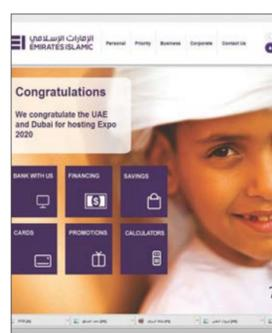 الإمارات الإسلامي
EMIRATES ISLAMIC
Personal Priority Business Corporate Contact Us
Congratulations
We congratulate the UAE
and Dubai for hosting Expo
2020
BANK WITH US FINANCING SAVINGS
CARDS PROMOTIONS CALCULATORS